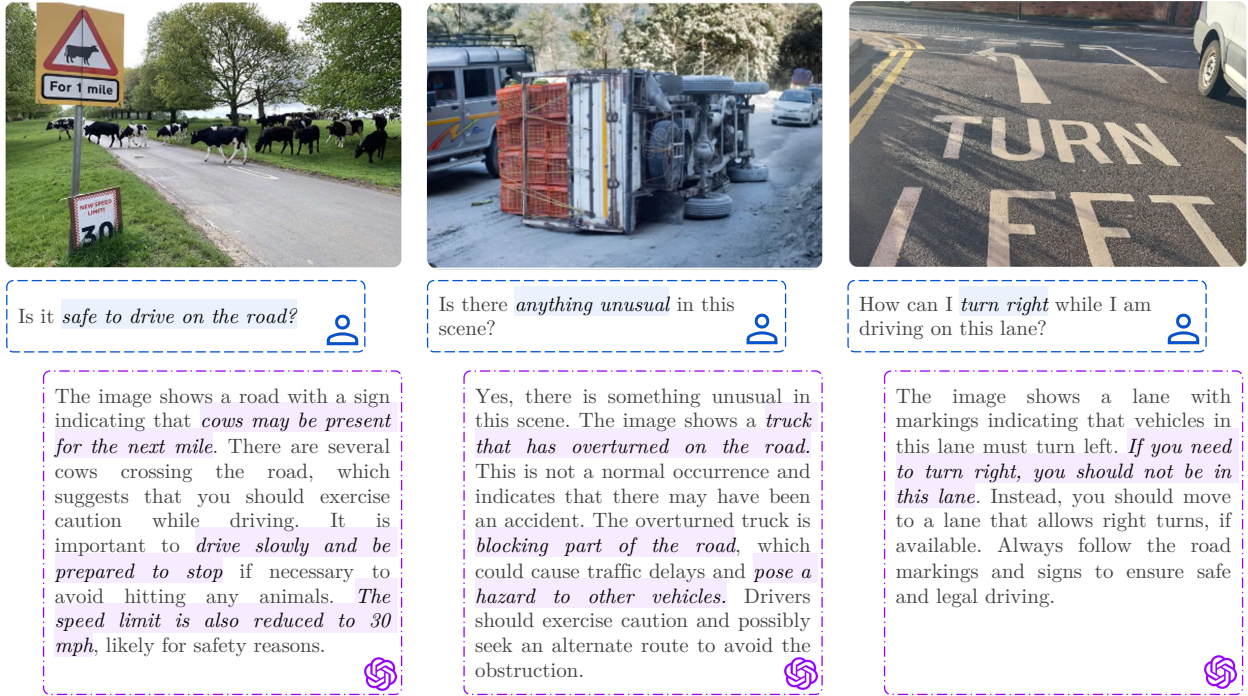 For 1 mile
NEW SPEED
LIMIT!
30
TURN
LEFT
Is it safe to drive on the road?
Is there anything unusual in this
scene?
How can I turn right while I am
driving on this lane?
The image shows a road with a sign
indicating that cows may be present
for the next mile. There are several
cows crossing the road, which
suggests that you should exercise
caution while driving. It is
important to drive slowly and be
prepared to stop if necessary to
avoid hitting any animals. The
speed limit is also reduced to 30
mph, likely for safety reasons.
Yes, there is something unusual in
this scene. The image shows a truck
that has overturned on the road.
This is not a normal occurrence and
indicates that there may have been
an accident. The overturned truck is
blocking part of the road, which
could cause traffic delays and pose a
hazard to other vehicles. Drivers
should exercise caution and possibly
seek an alternate route to avoid the
obstruction.
The image shows a lane with
markings indicating that vehicles in
this lane must turn left. If you need
to turn right, you should not be in
this lane. Instead, you should move
to a lane that allows right turns, if
available. Always follow the road
markings and signs to ensure safe
and legal driving.